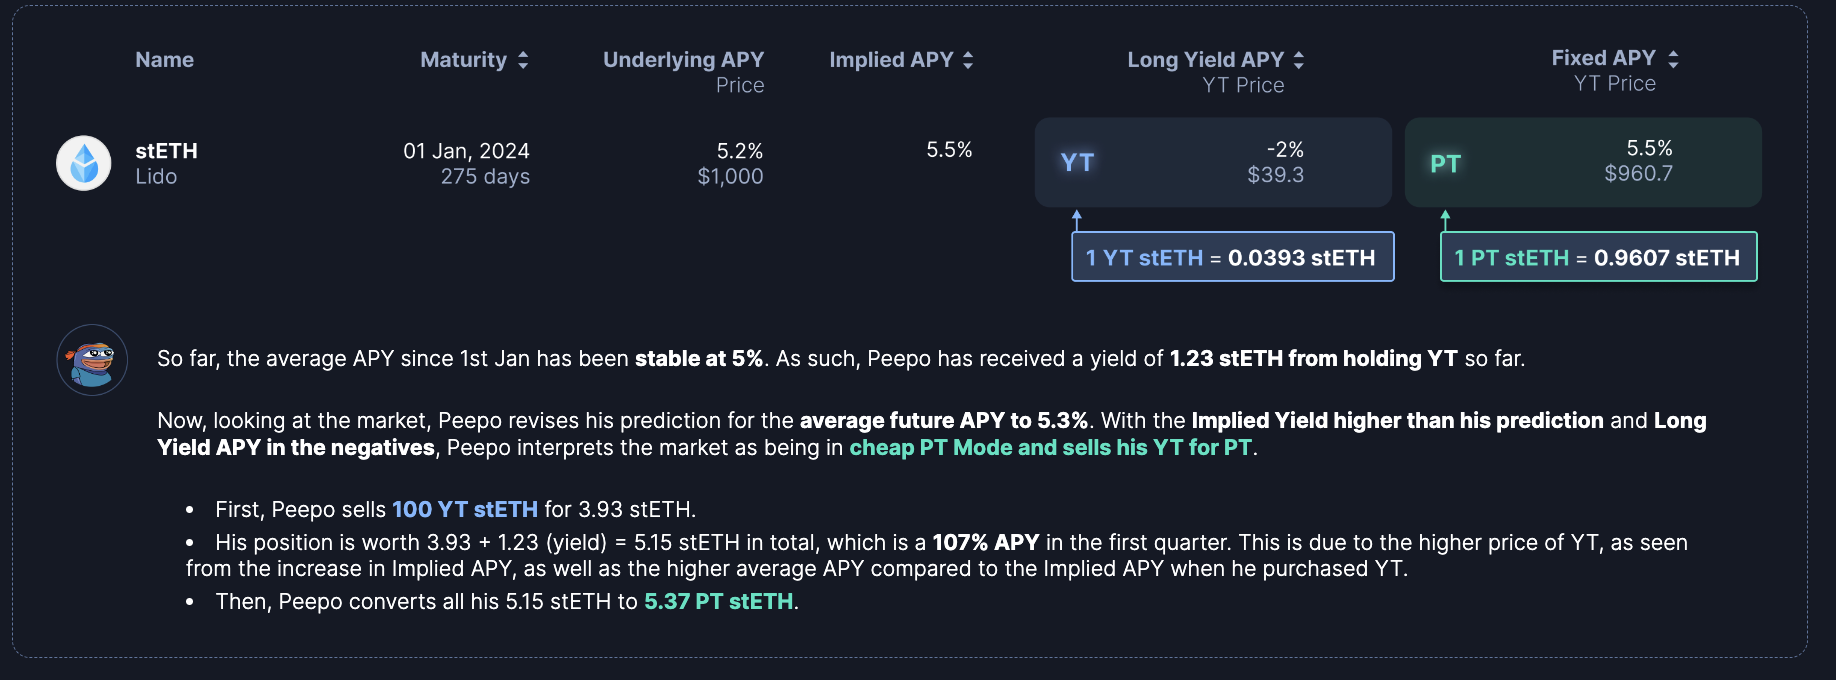 Name Maturity Underlying APY Implied APY Long Yield APY Fixed APY
Price YT Price YT Price
stETH 01 Jan, 2024 5.2% 5.5% YT -2% PT 5.5%
Lido 275 days $1,000 $39.3 $960.7
1 YT stETH = 0.0393 stETH 1 PT stETH = 0.9607 stETH
So far, the average APY since 1st Jan has been stable at 5%. As such, Peepo has received a yield of 1.23 stETH from holding YT so far.
Now, looking at the market, Peepo revises his prediction for the average future APY to 5.3%. With the Implied Yield higher than his prediction and Long
Yield APY in the negatives, Peepo interprets the market as being in cheap PT Mode and sells his YT for PT.
• First, Peepo sells 100 YT stETH for 3.93 stETH.
• His position is worth 3.93 + 1.23 (yield) = 5.15 stETH in total, which is a 107% APY in the first quarter. This is due to the higher price of YT, as seen
from the increase in Implied APY, as well as the higher average APY compared to the Implied APY when he purchased YT.
• Then, Peepo converts all his 5.15 stETH to 5.37 PT stETH.